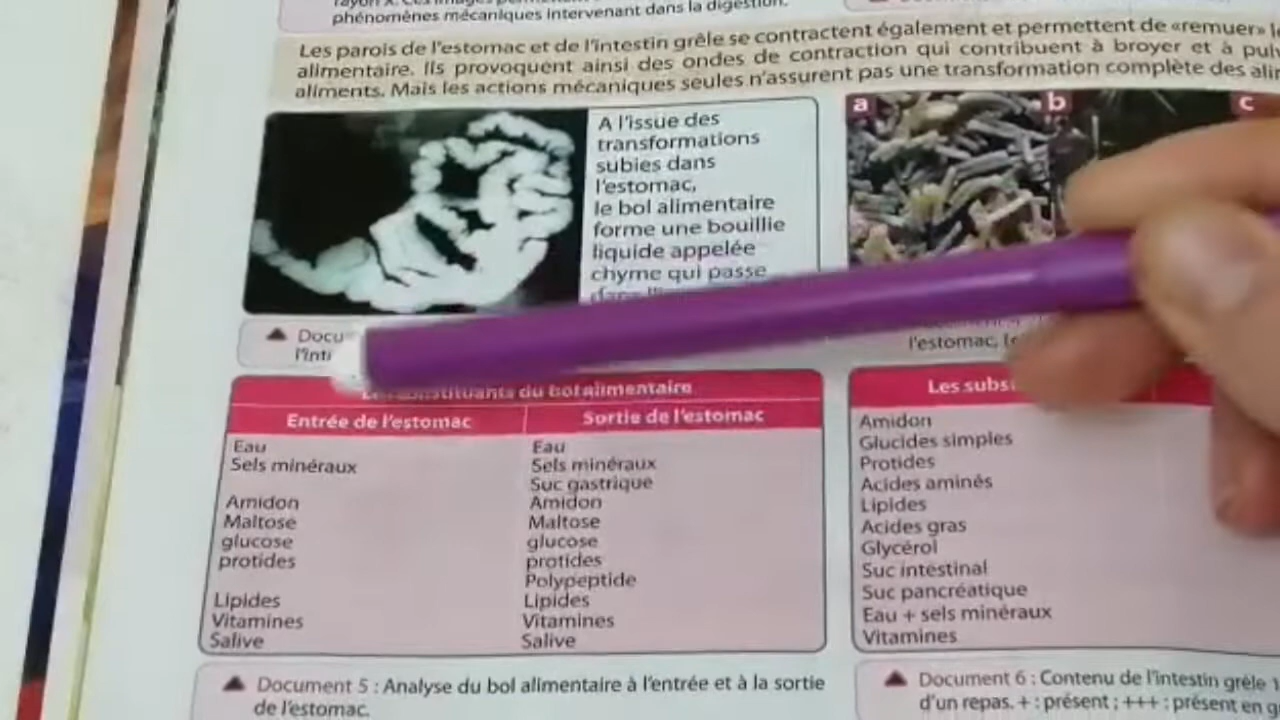 phénomènes mécaniques intervenant dans la digestion.
Les parois de l'estomac et de l'intestin grêle se contractent également et permettent de «remuer»
alimentaire. Ils provoquent ainsi des ondes de contraction qui contribuent à broyer et à
aliments. Mais les actions mécaniques seules n'assurent pas une transformation complète des
A l'issue des
transformations
subies dans
l'estomac,
le bol alimentaire
forme une bouillie
liquide appelée
chyme qui passe
a
b
c
l'estomac,
du bol alimentaire
Entrée de l'estomac
Sortie de l'estomac
Eau
Sels minéraux
Amidon
Maltose
glucose
protides
Lipides
Vitamines
Salive
Eau
Sels minéraux
Suc gastrique
Amidon
Maltose
glucose
protides
Polypeptide
Lipides
Vitamines
Salive
Document 5 : Analyse du bol alimentaire à l'entrée et à la sortie
de l'estomac.
Les
Amidon
Glucides simples
Protides
Acides aminés
Lipides
Acides gras
Glycérol
Suc intestinal
Suc pancréatique
Eau + sels minéraux
Vitamines
Document 6 : Contenu de l'intestin grêle
d'un repas. + : présent ; +++ : présent en